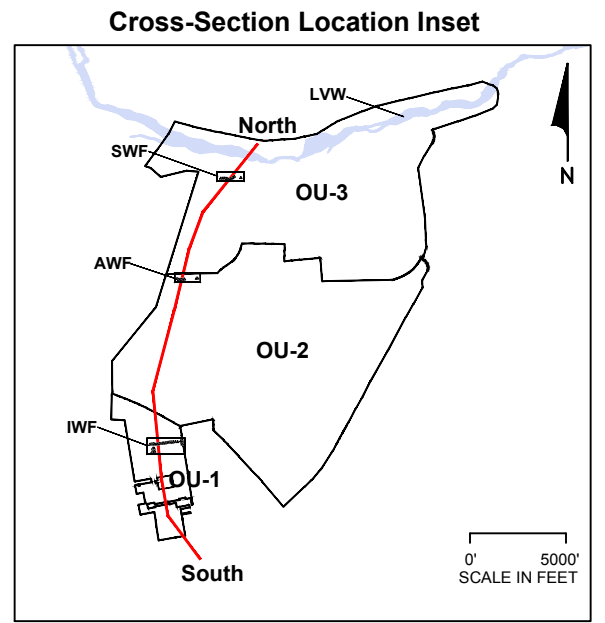 Cross-Section Location Inset
LVW
North
SWF
N
OU-3
AWF
OU-2
IWF
OU-1
0' 5000'
SCALE IN FEET
South